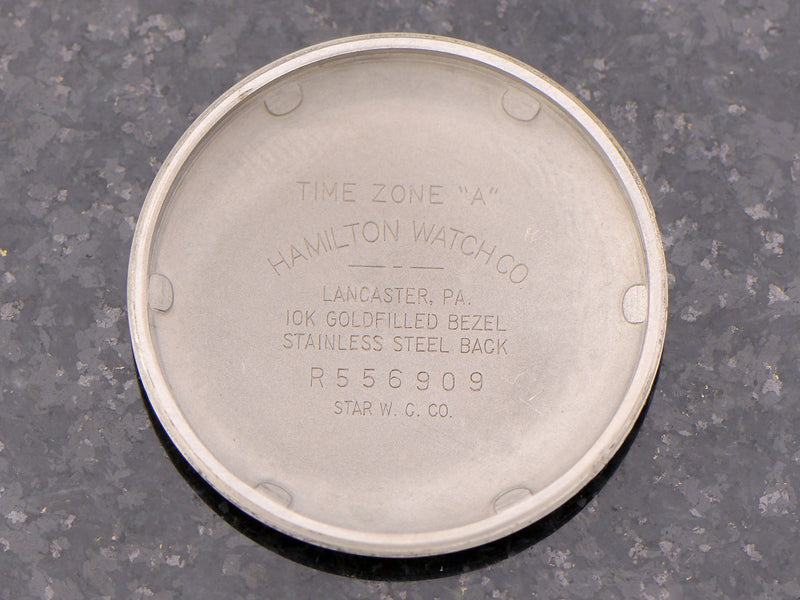 TIME ZONE "A"
HAMILTON WATCH CO
LANCASTER, PA.
10K GOLDFILLED BEZEL
STAINLESS STEEL BACK
R556909
STAR W. C. CO.